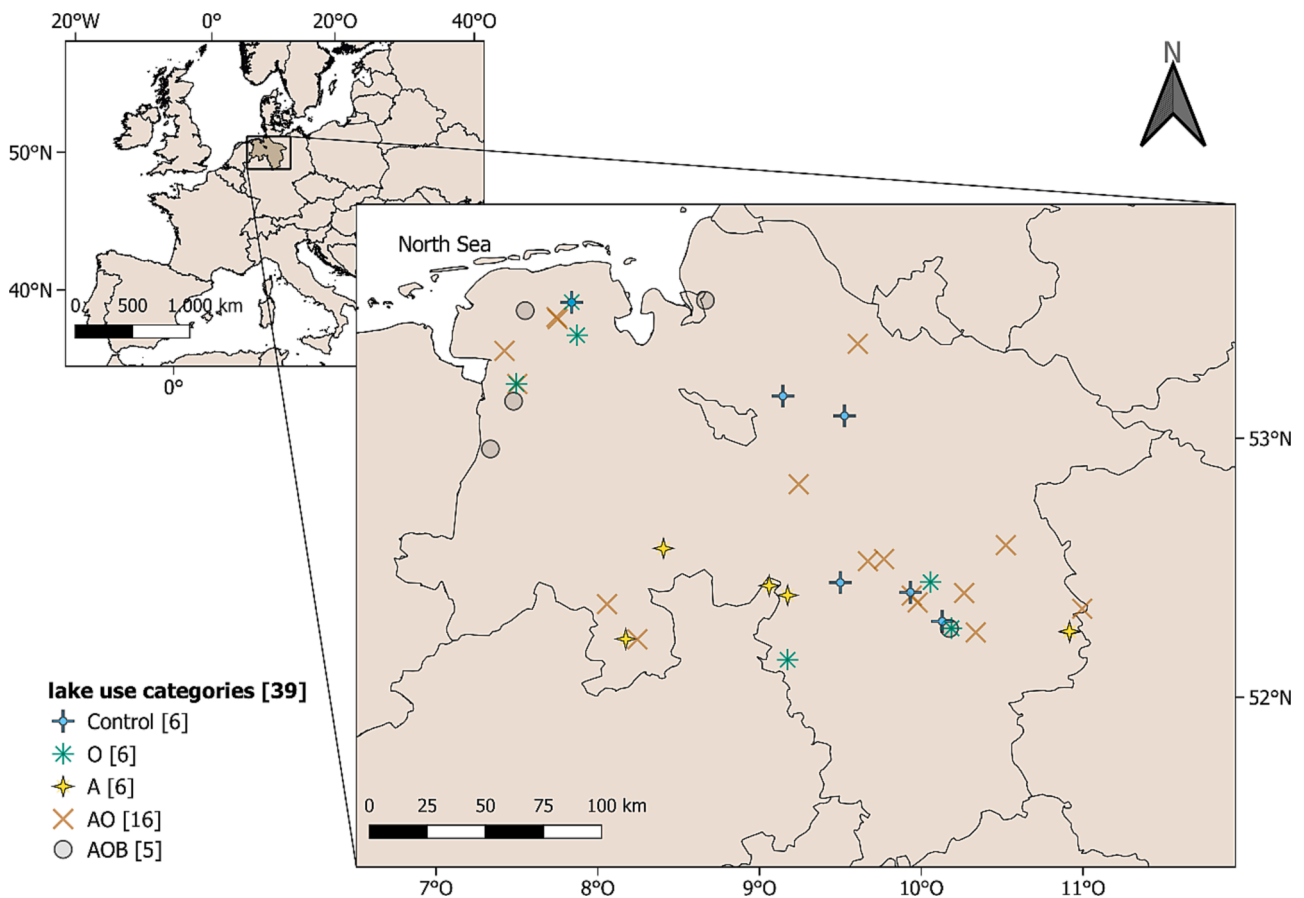 20°W 0° 20°O 40°O
N
50°N
North Sea
40°N
0 500 1,000 km
0°
53°N
52°N
lake use categories [39]
Control [6]
O [6]
A [6]
AO [16]
AOB [5]
0 25 50 75 100 km
7°O 8°O 9°O 10°O 11°O